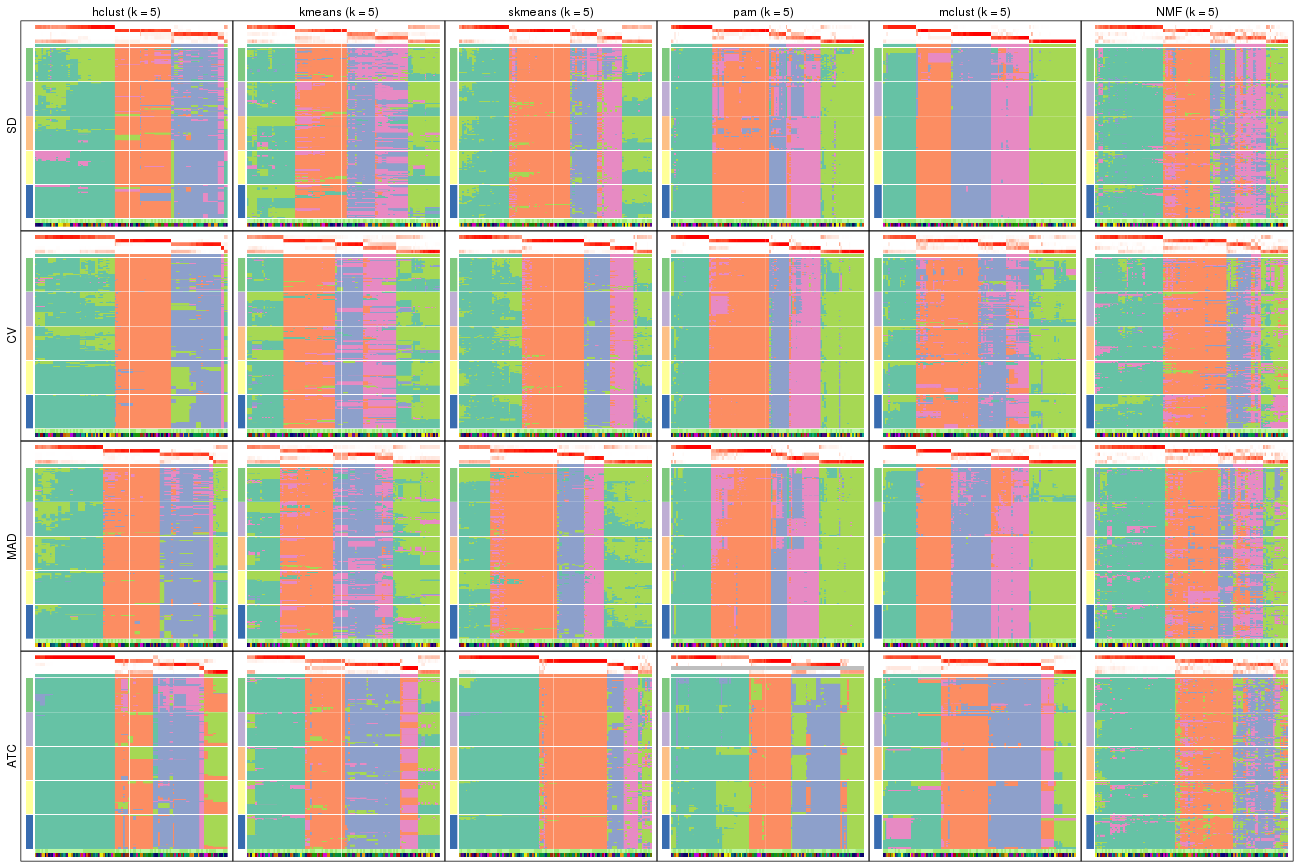 hclust (k = 5) kmeans (k = 5) skmeans (k = 5) pam (k = 5) mclust (k = 5) NMF (k = 5)
SD
CV
MAD
ATC